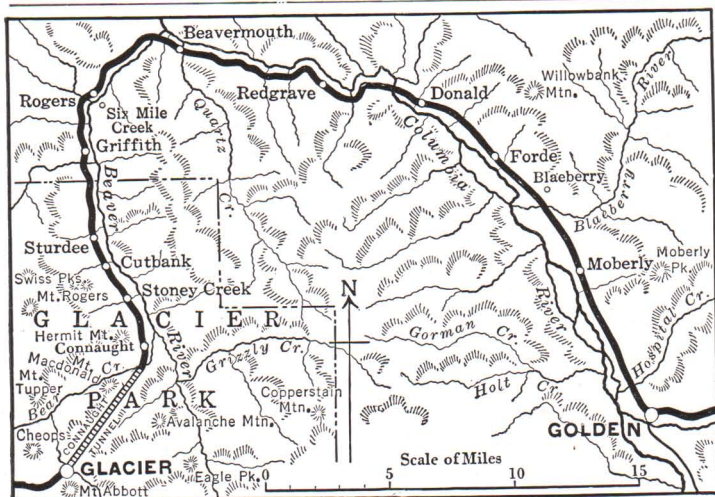 Beavermouth
Rogers
Six Mile
Creek
Griffith
Quartz
Cr.
Redgrave
Donald
Willowbank
Mtn.
River
Columbia
Forde
Blaeberry
Blaeberry
Beaver
Sturdee
Cutbank
Swiss Pks.
Mt. Rogers
Stoney Creek
N
Moberly
Moberly
Pk.
River
GLACIER
Hermit Mt.
Connaught
River
Grizzly Cr.
Gorman Cr.
Hospital Cr.
Mt.
Macdonald
Mt.
Tupper
Bear Cr.
PARK
Copperstain
Mtn.
Holt Cr.
CONNAUGHT
TUNNEL
Avalanche Mtn.
Cheops
GOLDEN
GLACIER
Eagle Pk.
Mt Abbott
Scale of Miles
0 5 10 15